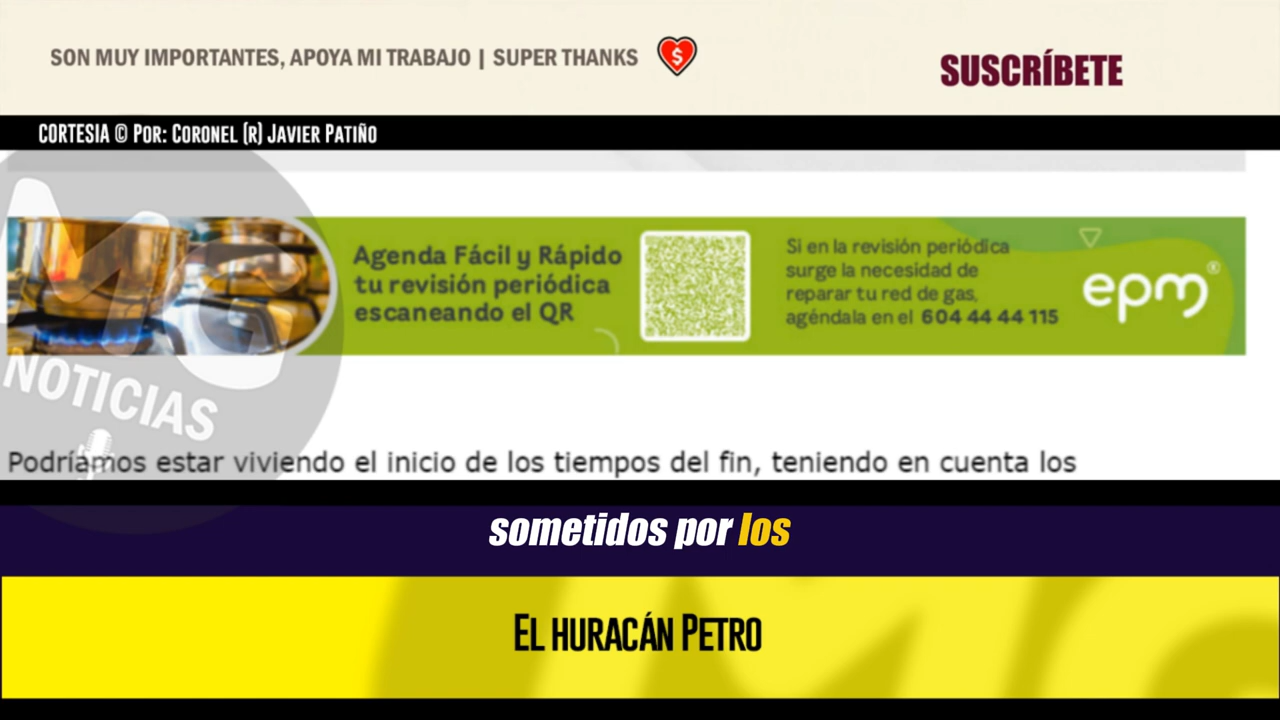 SON MUY IMPORTANTES, APOYA MI TRABAJO | SUPER THANKS $
SUSCRÍBETE
CORTESIA © Por: Coronel (r) Javier Patiño
Agenda Fácil y Rápido
tu revisión periódica
escaneando el QR
Si en la revisión periódica
surge la necesidad de
reparar tu red de gas,
agéndala en el 604 44 44 115
epm®
MG
NOTICIAS
Podríamos estar viviendo el inicio de los tiempos del fin, teniendo en cuenta los
sometidos por los
El huracán Petro